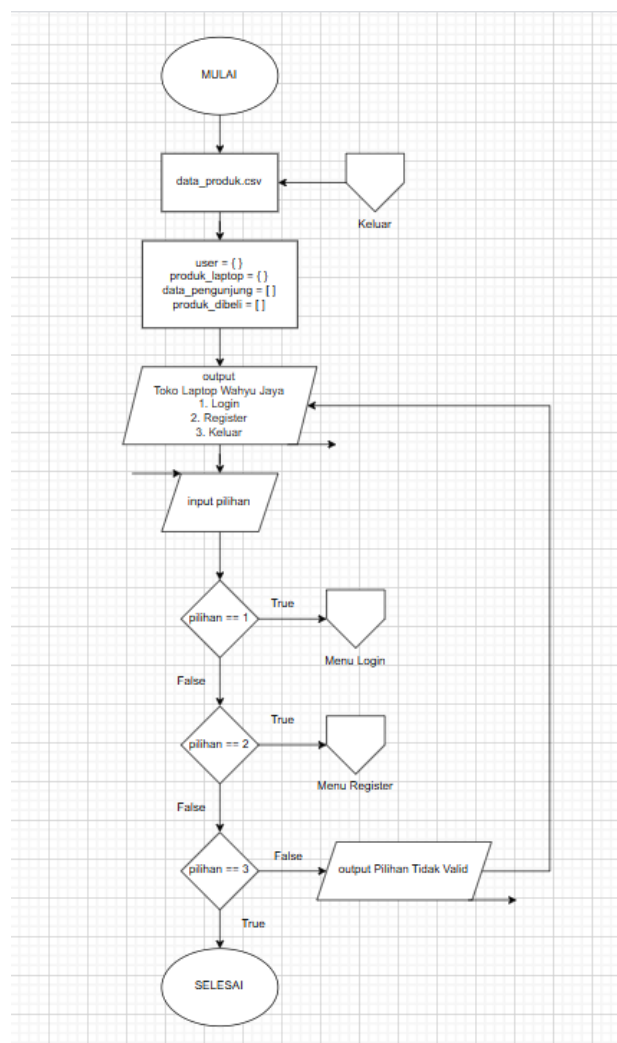 MULAI
data_produk.csv
Keluar
user = { }
produk_laptop = { }
data_pengunjung = [ ]
produk_dibeli = [ ]
output
Toko Laptop Wahyu Jaya
1. Login
2. Register
3. Keluar
input pilihan
pilihan == 1
True
Menu Login
False
pilihan == 2
True
Menu Register
False
pilihan == 3
False
output Pilihan Tidak Valid
True
SELESAI